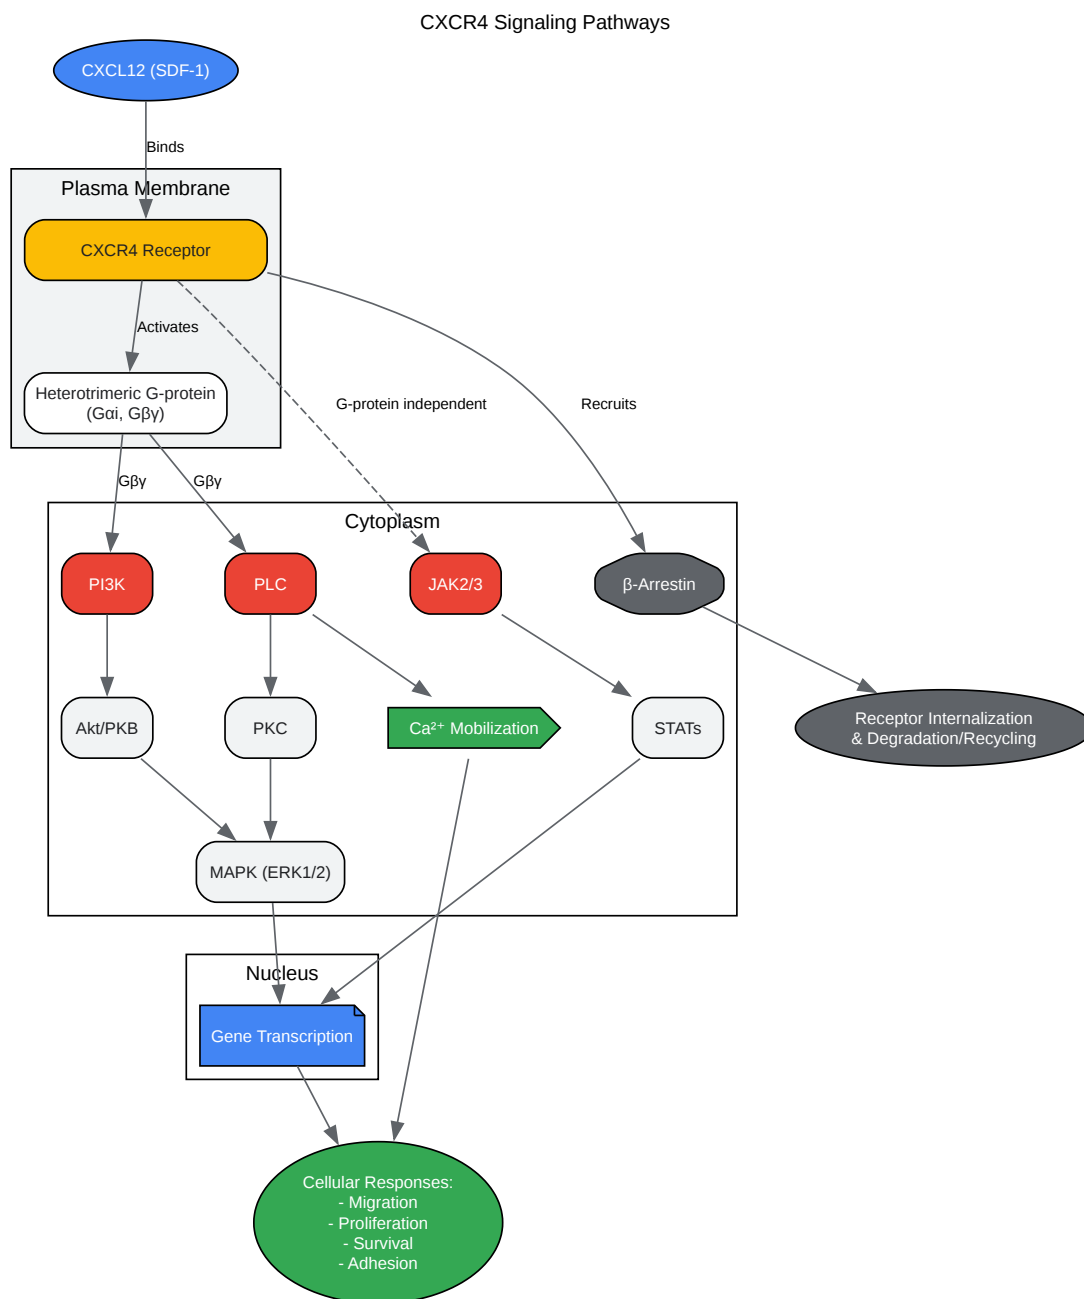 CXCR4 Signaling Pathways
CXCL12 (SDF-1)
Binds
Plasma Membrane
CXCR4 Receptor
Activates
Heterotrimeric G-protein
(Gαi, Gβγ)
G-protein independent
Recruits
Gβγ
Gβγ
Cytoplasm
PI3K
PLC
JAK2/3
β-Arrestin
Akt/PKB
PKC
Ca²⁺ Mobilization
STATs
Receptor Internalization
& Degradation/Recycling
MAPK (ERK1/2)
Nucleus
Gene Transcription
Cellular Responses:
- Migration
- Proliferation
- Survival
- Adhesion